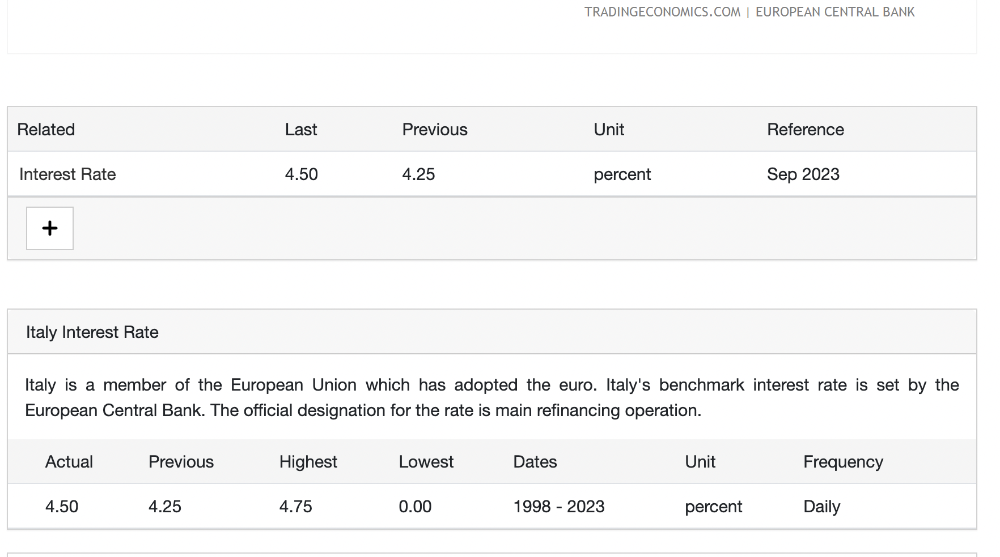 TRADINGECONOMICS.COM | EUROPEAN CENTRAL BANK
Related Last Previous Unit Reference
Interest Rate 4.50 4.25 percent Sep 2023
+
Italy Interest Rate
Italy is a member of the European Union which has adopted the euro. Italy's benchmark interest rate is set by the
European Central Bank. The official designation for the rate is main refinancing operation.
Actual Previous Highest Lowest Dates Unit Frequency
4.50 4.25 4.75 0.00 1998 - 2023 percent Daily